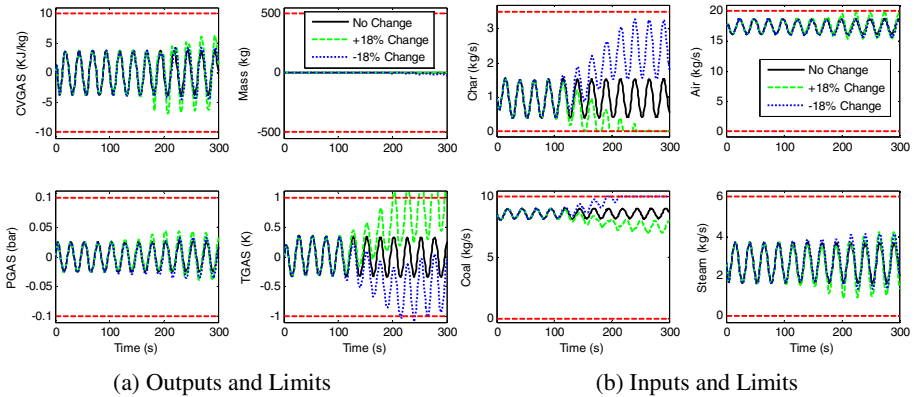 10
5
0
-5
-10
0 100 200 300
CVGAS (KJ/kg)
500
0
-500
0 100 200 300
Mass (kg)
No Change
+18% Change
-18% Change
0.1
0.05
0
-0.05
-0.1
0 100 200 300
PGAS (bar)
Time (s)
1
0.5
0
-0.5
-1
0 100 200 300
TGAS (K)
Time (s)
(a) Outputs and Limits
3
2
1
0
0 100 200 300
Char (kg/s)
20
15
10
5
0
0 100 200 300
Air (kg/s)
No Change
+18% Change
-18% Change
10
5
0
0 100 200 300
Coal (kg/s)
Time (s)
6
4
2
0
0 100 200 300
Steam (kg/s)
Time (s)
(b) Inputs and Limits